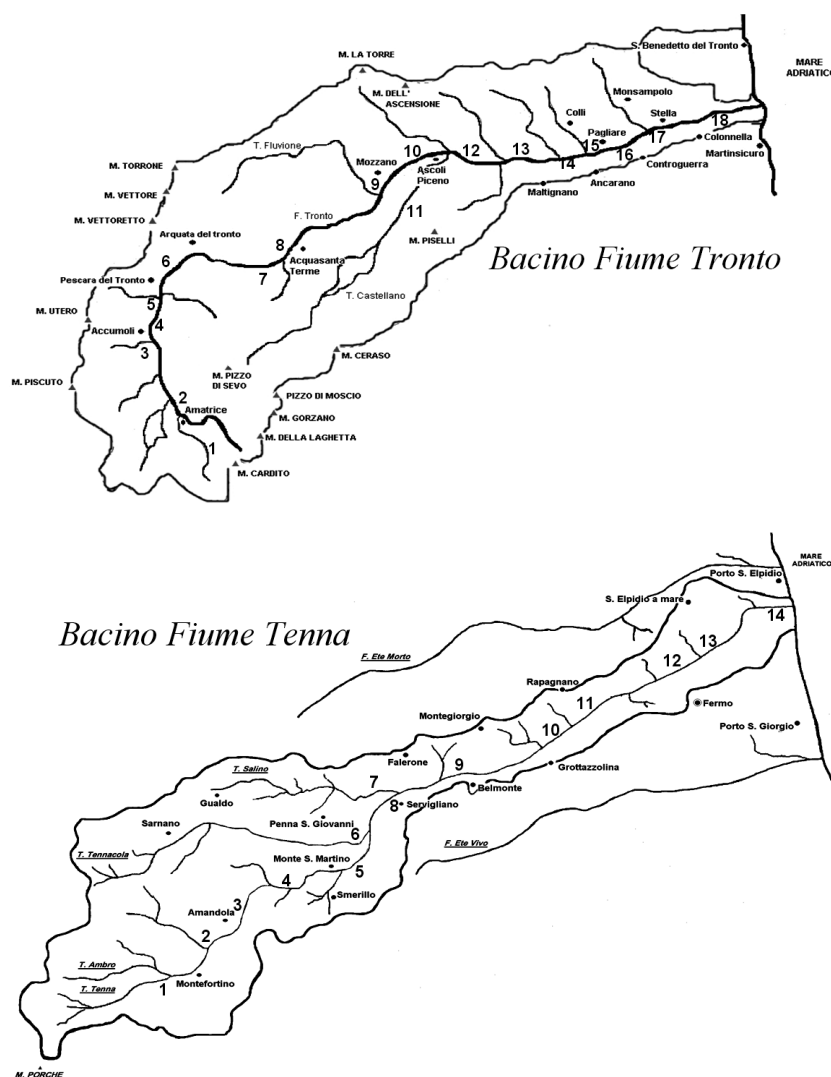 S. Benedetto del Tronto
MARE
ADRIATICO
M. LA TORRE
M. DELL'
ASCENSIONE
Monsampolo
Colli
Stella
18
Pagliare
17
Colonnella
15
16
Martinsicuro
T. Fluvione
10
12
13
14
Controguerra
Mozzano
Ascoli
Piceno
Ancarano
M. TORRONE
9
Maltignano
M. VETTORE
11
M. VETTORETTO
F. Tronto
Arquata del tronto
8
M. PISELLI
Bacino Fiume Tronto
6
Acquasanta
Terme
7
Pescara del Tronto
T. Castellano
5
M. UTERO
4
Accumoli
3
M. CERASO
M. PIZZO
DI SEVO
M. PISCUTO
PIZZO DI MOSCIO
2
Amatrice
M. GORZANO
1
M. DELLA LAGHETTA
M. CARDITO
MARE
ADRIATICO
Porto S. Elpidio
S. Elpidio a mare
14
Bacino Fiume Tenna
13
F. Ete Morto
12
Rapagnano
11
Fermo
Montegiorgio
Porto S. Giorgio
10
Falerone
9
Grottazzolina
T. Salino
7
Belmonte
Gualdo
8
Servigliano
Penna S. Giovanni
Sarnano
6
F. Ete Vivo
T. Tennacola
Monte S. Martino
5
4
Smerillo
3
Amandola
2
T. Ambro
1
Montefortino
T. Tenna
M. PORCHE